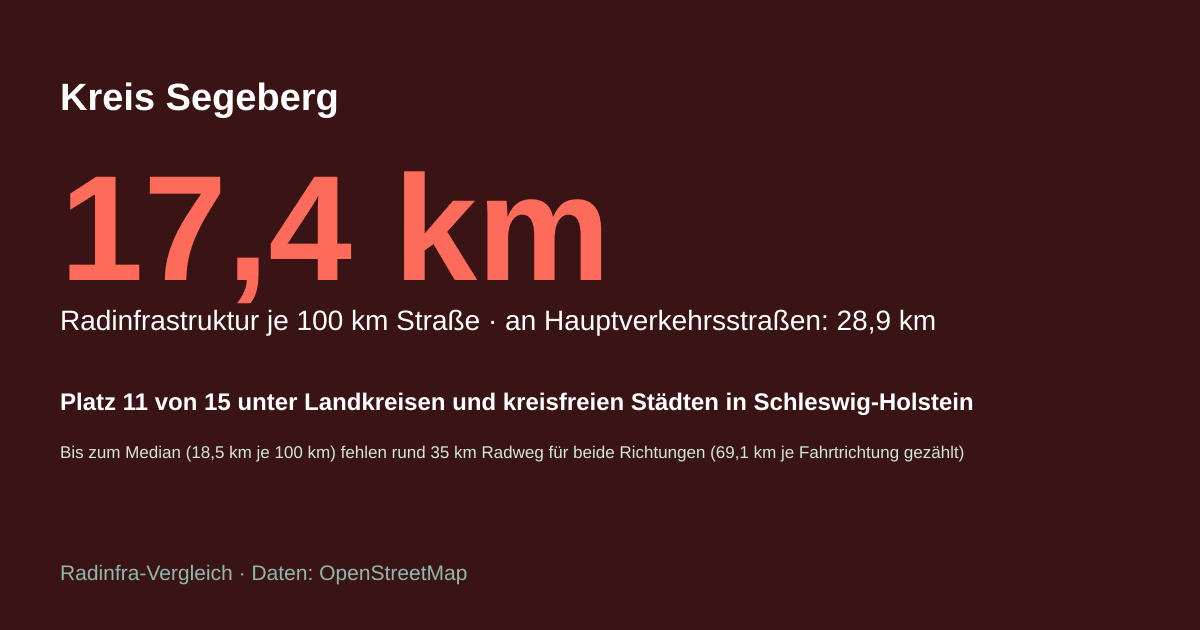 Kreis Segeberg
17,4 km
Radinfrastruktur je 100 km Straße · an Hauptverkehrsstraßen: 28,9 km
Platz 11 von 15 unter Landkreisen und kreisfreien Städten in Schleswig-Holstein
Bis zum Median (18,5 km je 100 km) fehlen rund 35 km Radweg für beide Richtungen (69,1 km je Fahrtrichtung gezählt)
Radinfra-Vergleich · Daten: OpenStreetMap